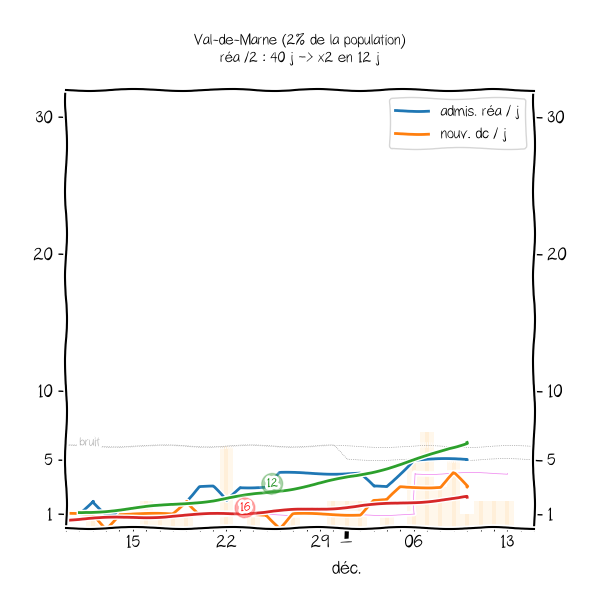 Val-de-Marne (2% de la population)
réa /2 : 40 j -> x2 en 12 j
admis. réa / j
nouv. dc / j
30
30
20
20
10
10
bruit
5
5
12
16
1
1
15
22
29
06
13
déc.